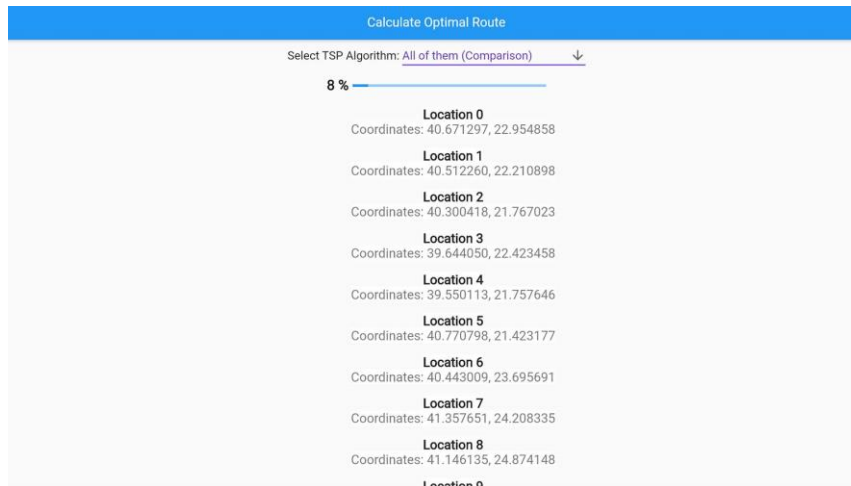 Calculate Optimal Route
Select TSP Algorithm: All of them (Comparison)
8 %
Location 0
Coordinates: 40.671297, 22.954858
Location 1
Coordinates: 40.512260, 22.210898
Location 2
Coordinates: 40.300418, 21.767023
Location 3
Coordinates: 39.644050, 22.423458
Location 4
Coordinates: 39.550113, 21.757646
Location 5
Coordinates: 40.770798, 21.423177
Location 6
Coordinates: 40.443009, 23.695691
Location 7
Coordinates: 41.357651, 24.208335
Location 8
Coordinates: 41.146135, 24.874148
Location 9